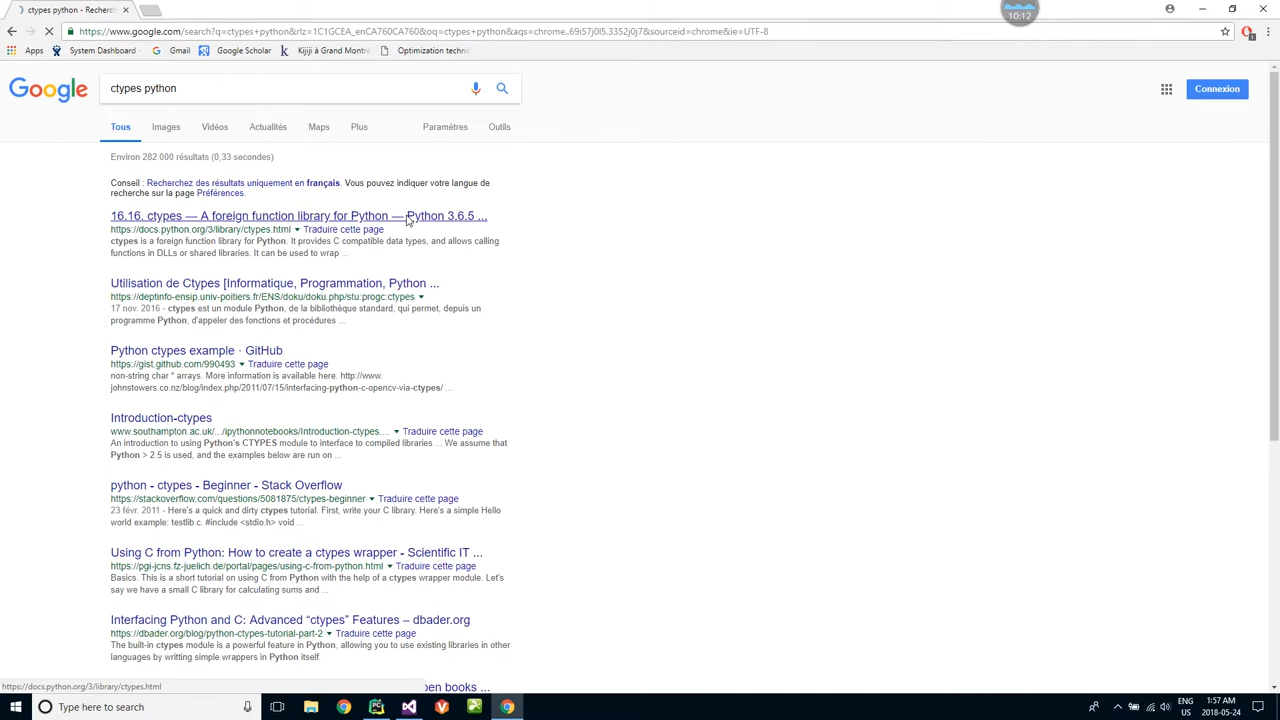 ctypes python - Recherc
10:12
https://www.google.com/search?q=ctypes+python&rlz=1C1GCEA_enCA760CA760&oq=ctypes+python&aqs=chrome..69i57j0l5.3352j0j7&sourceid=chrome&ie=UTF-8
Apps System Dashboard - Gmail Google Scholar Kijiji à Grand Montré Optimization technic
Google ctypes python Connexion
Tous Images Vidéos Actualités Maps Plus Paramètres Outils
Environ 282 000 résultats (0,33 secondes)
Conseil : Recherchez des résultats uniquement en français. Vous pouvez indiquer votre langue de
recherche sur la page Préférences.
16.16. ctypes — A foreign function library for Python — Python 3.6.5 ...
https://docs.python.org/3/library/ctypes.html Traduire cette page
ctypes is a foreign function library for Python. It provides C compatible data types, and allows calling
functions in DLLs or shared libraries. It can be used to wrap ...
Utilisation de Ctypes [Informatique, Programmation, Python ...
https://deptinfo-ensip.univ-poitiers.fr/ENS/doku/doku.php/stu:progc:ctypes
17 nov. 2016 - ctypes est un module Python, de la bibliothèque standard, qui permet, depuis un
programme Python, d'appeler des fonctions et procédures ...
Python ctypes example · GitHub
https://gist.github.com/990493 Traduire cette page
non-string char * arrays. More information is available here. http://www.
johnstowers.co.nz/blog/index.php/2011/07/15/interfacing-python-c-opencv-via-ctypes/ ...
Introduction-ctypes
www.southampton.ac.uk/.../ipythonnotebooks/Introduction-ctypes.... Traduire cette page
An introduction to using Python's CTYPES module to interface to compiled libraries ... We assume that
Python > 2.5 is used, and the examples below are run on ...
python - ctypes - Beginner - Stack Overflow
https://stackoverflow.com/questions/5081875/ctypes-beginner Traduire cette page
23 févr. 2011 - Here's a quick and dirty ctypes tutorial. First, write your C library. Here's a simple Hello
world example: testlib.c. #include <stdio.h> void ...
Using C from Python: How to create a ctypes wrapper - Scientific IT ...
https://pgi-jcns.fz-juelich.de/portal/pages/using-c-from-python.html Traduire cette page
Basics. This is a short tutorial on using C from Python with the help of a ctypes wrapper module. Let's
say we have a small C library for calculating sums and ...
Interfacing Python and C: Advanced “ctypes” Features – dbader.org
https://dbader.org/blog/python-ctypes-tutorial-part-2 Traduire cette page
The built-in ctypes module is a powerful feature in Python, allowing you to use existing libraries in other
languages by writting simple wrappers in Python itself.
https://docs.python.org/3/library/ctypes.html pen books ...
Type here to search
ENG
US
1:57 AM
2018-05-24